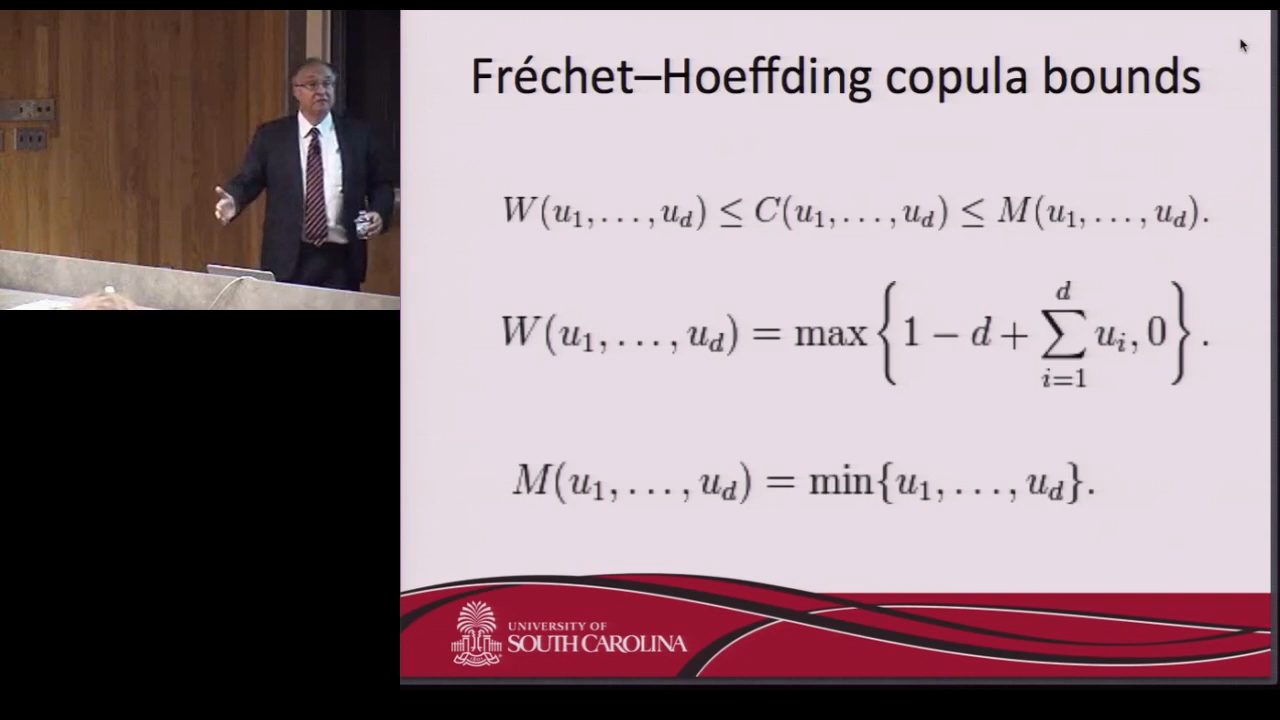 Fréchet–Hoeffding copula bounds
W(u₁, . . . , u_d) ≤ C(u₁, . . . , u_d) ≤ M(u₁, . . . , u_d).
W(u₁, . . . , u_d) = max { 1 − d + ∑_{i=1}^{d} u_i, 0 } .
M(u₁, . . . , u_d) = min{u₁, . . . , u_d}.
UNIVERSITY OF
SOUTH CAROLINA